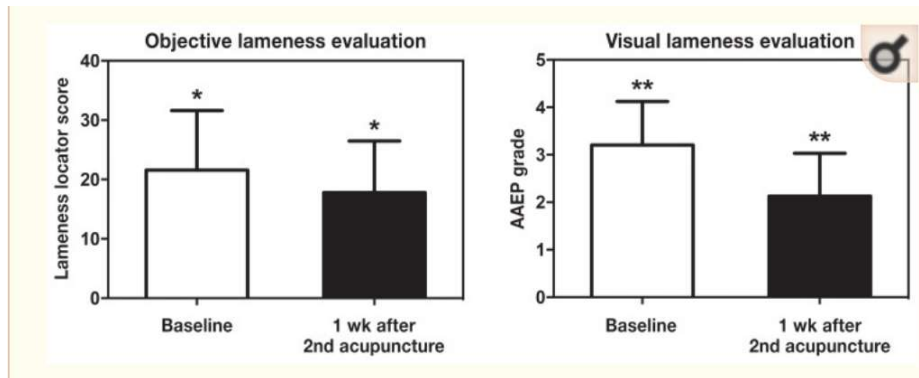 Objective lameness evaluation
Lameness locator score
40
30
20
10
0
*
*
Baseline
1 wk after
2nd acupuncture
Visual lameness evaluation
AAEP grade
5
4
3
2
1
0
**
**
Baseline
1 wk after
2nd acupuncture